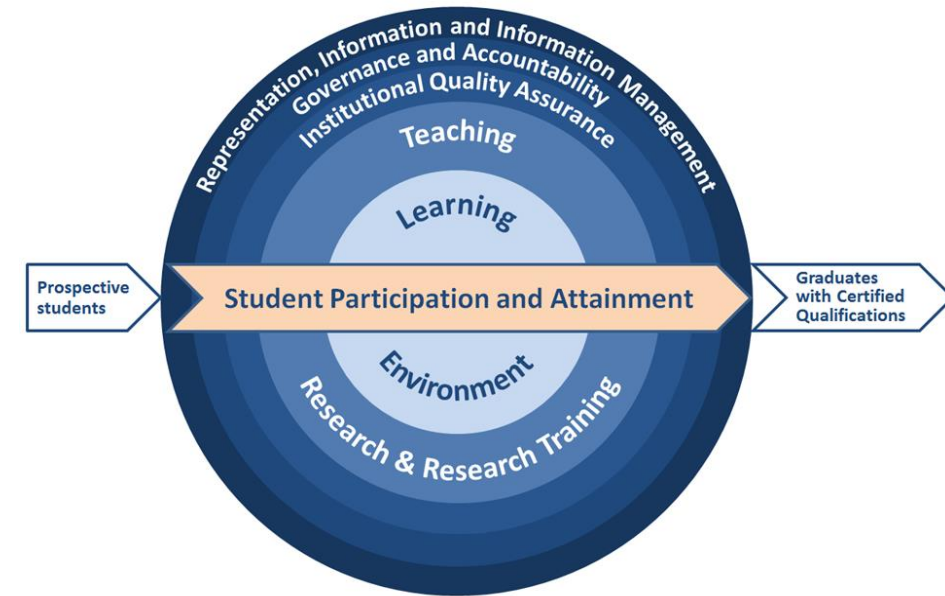 Representation, Information and Information Management
Governance and Accountability
Institutional Quality Assurance
Teaching
Learning
Prospective
students
Student Participation and Attainment
Graduates
with Certified
Qualifications
Environment
Research & Research Training